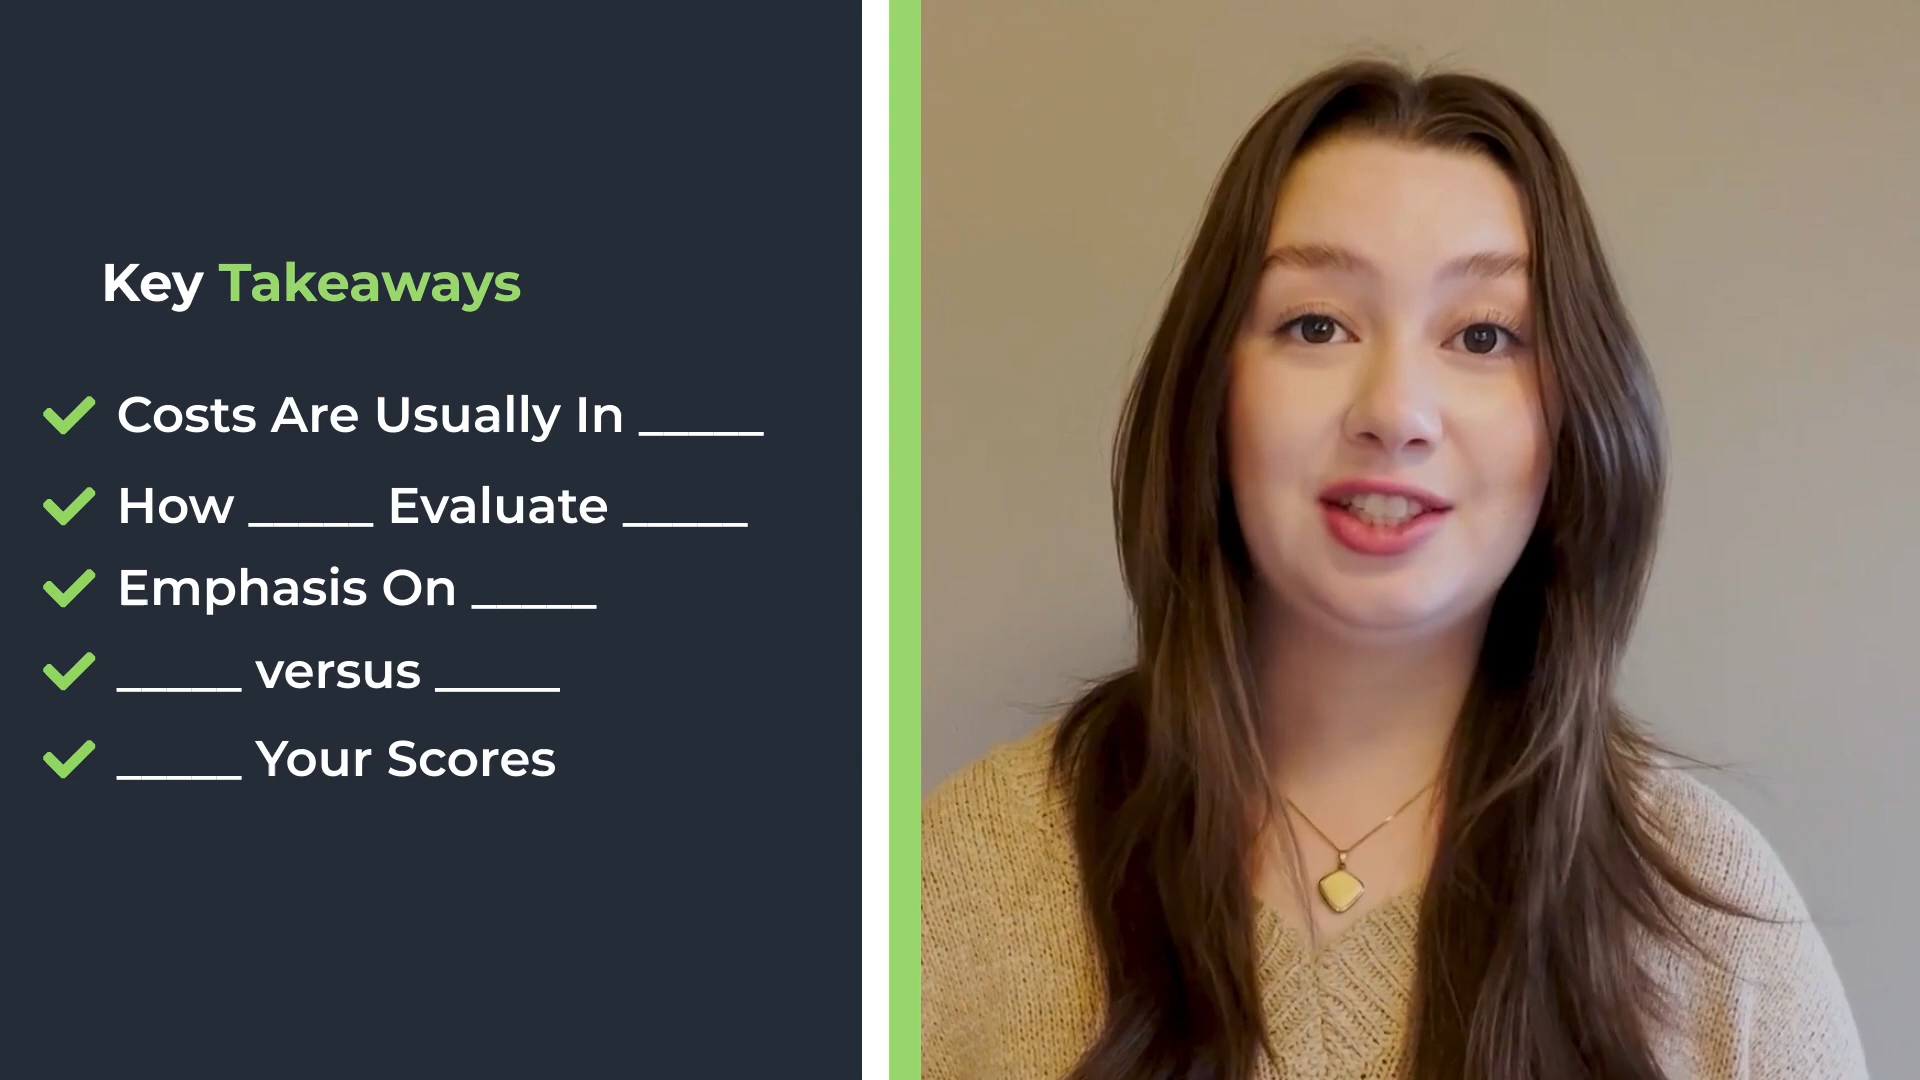 Key Takeaways
Costs Are Usually In _____
How _____ Evaluate _____
Emphasis On _____
_____ versus _____
_____ Your Scores